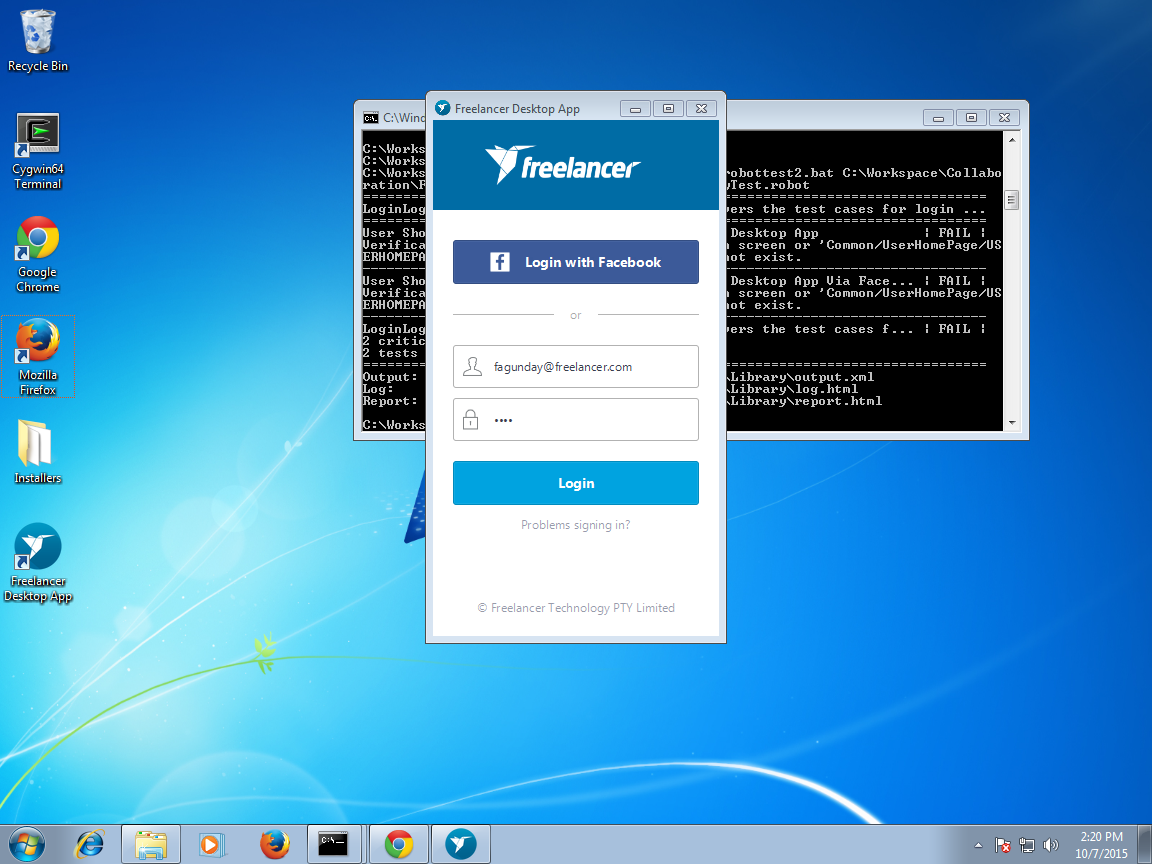 Recycle Bin
Cygwin64
Terminal
Google
Chrome
Mozilla
Firefox
Installers
Freelancer
Desktop App
C:\Wind
C:\Works
C:\Works
C:\Works
robottest2.bat C:\Workspace\Collabo
ration\F
Test.robot
LoginLog
vers the test cases for login ...
User Sho
Desktop App | FAIL |
Verifica
n screen or 'Common/UserHomePage/US
ERHOMEPA
not exist.
User Sho
Desktop App Via Face... | FAIL |
Verifica
n screen or 'Common/UserHomePage/US
ERHOMEPA
not exist.
LoginLog
vers the test cases f... | FAIL |
2 critic
2 tests
Output:
\Library\output.xml
Log:
\Library\log.html
Report:
\Library\report.html
C:\Works
Freelancer Desktop App
freelancer
f Login with Facebook
or
fagunday@freelancer.com
••••
Login
Problems signing in?
© Freelancer Technology PTY Limited
C:\
2:20 PM
10/7/2015